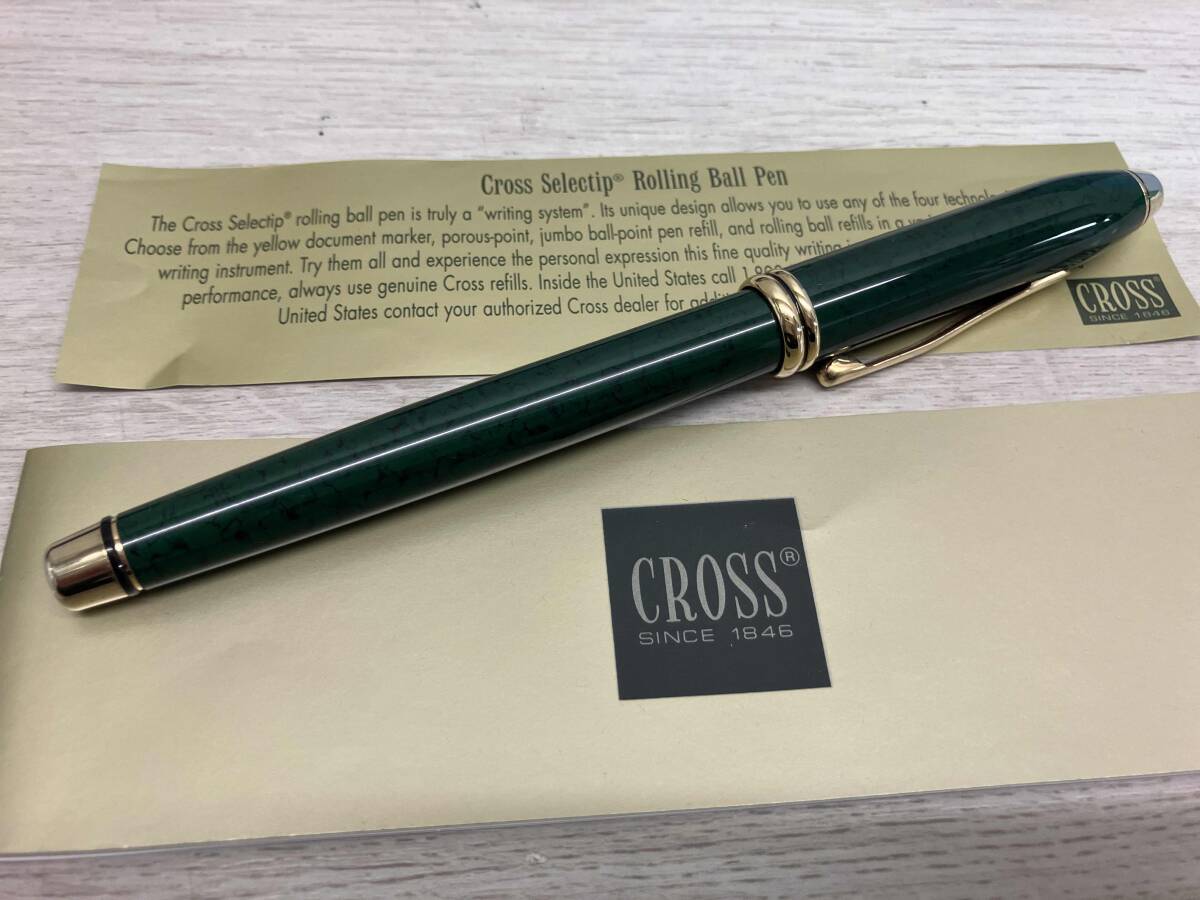 Cross Selectip® Rolling Ball Pen
The Cross Selectip® rolling ball pen is truly a "writing system". Its unique design allows you to use any of the four
Choose from the yellow document marker, porous-point, jumbo ball-point pen refill, and rolling ball refills in a
writing instrument. Try them all and experience the personal expression this fine quality writing
performance, always use genuine Cross refills. Inside the United States call
United States contact your authorized Cross dealer for
CROSS®
SINCE 1846
CROSS®
SINCE 1846